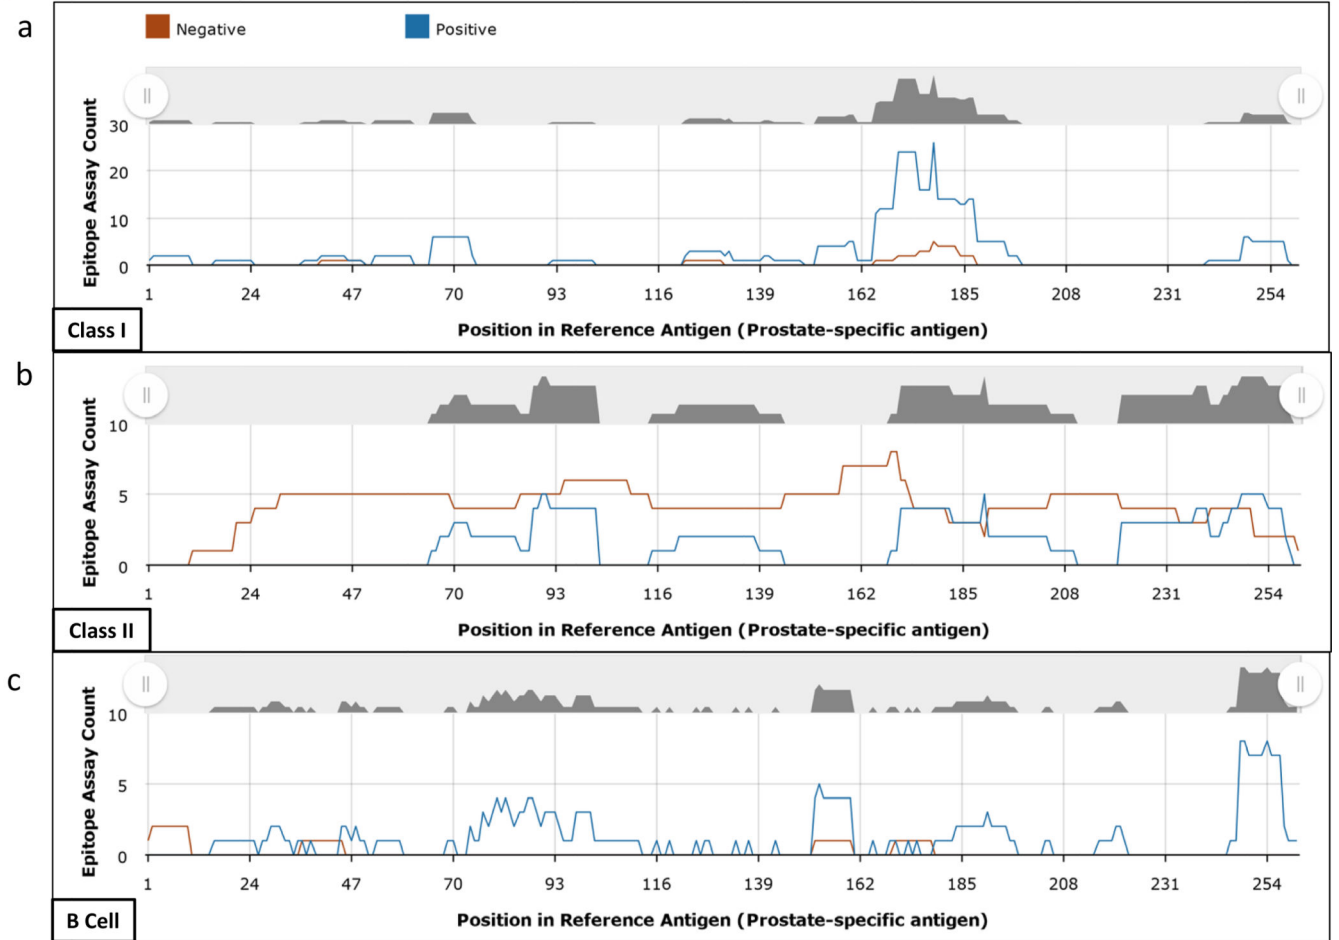 a
Negative Positive
Epitope Assay Count
30
20
10
0
1 24 47 70 93 116 139 162 185 208 231 254
Class I
Position in Reference Antigen (Prostate-specific antigen)
b
Epitope Assay Count
10
5
0
1 24 47 70 93 116 139 162 185 208 231 254
Class II
Position in Reference Antigen (Prostate-specific antigen)
c
Epitope Assay Count
10
5
0
1 24 47 70 93 116 139 162 185 208 231 254
B Cell
Position in Reference Antigen (Prostate-specific antigen)